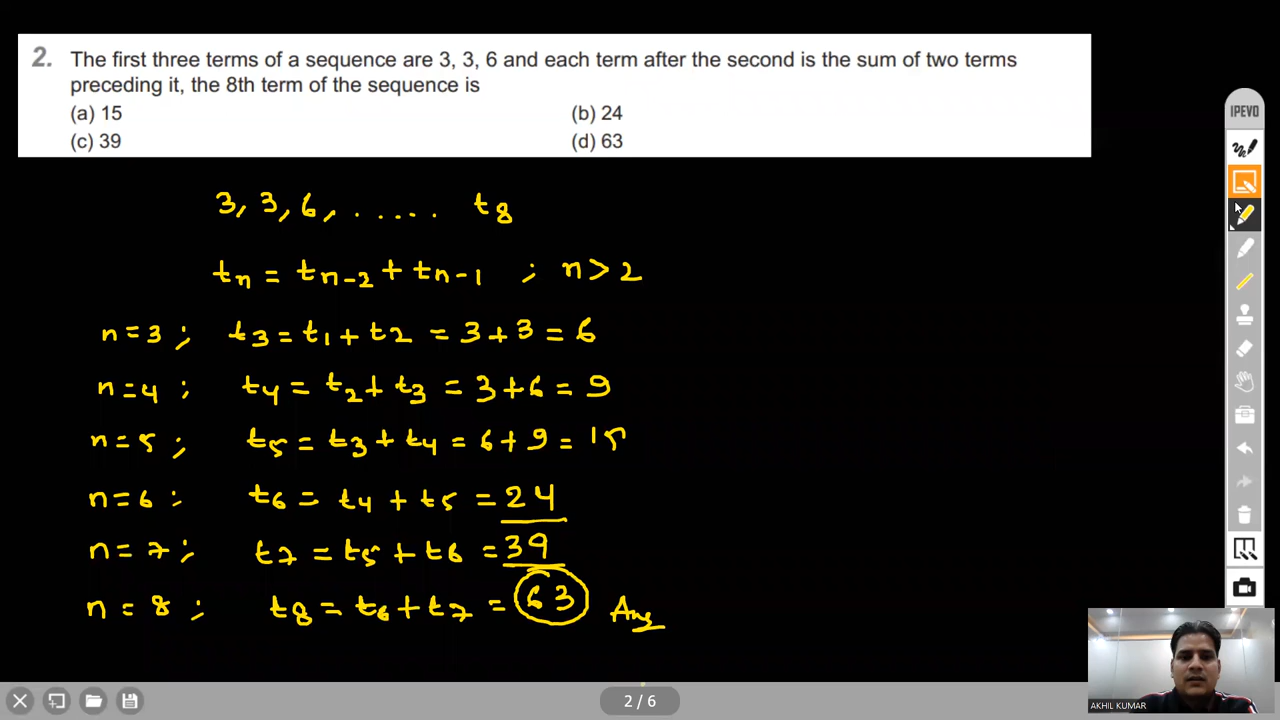 2. The first three terms of a sequence are 3, 3, 6 and each term after the second is the sum of two terms
preceding it, the 8th term of the sequence is
(a) 15 (b) 24
(c) 39 (d) 63
IPEVO
3, 3, 6, ..... t8
tn = tn-2 + tn-1 ; n > 2
n=3 ; t3 = t1 + t2 = 3+3 = 6
n=4 ; t4 = t2 + t3 = 3+6 = 9
n=5 ; t5 = t3 + t4 = 6+9 = 15
n=6 : t6 = t4 + t5 = 24
n=7 ; t7 = t5 + t6 = 39
n=8 ; t8 = t6 + t7 = 63 Ans
2 / 6
AKHIL KUMAR